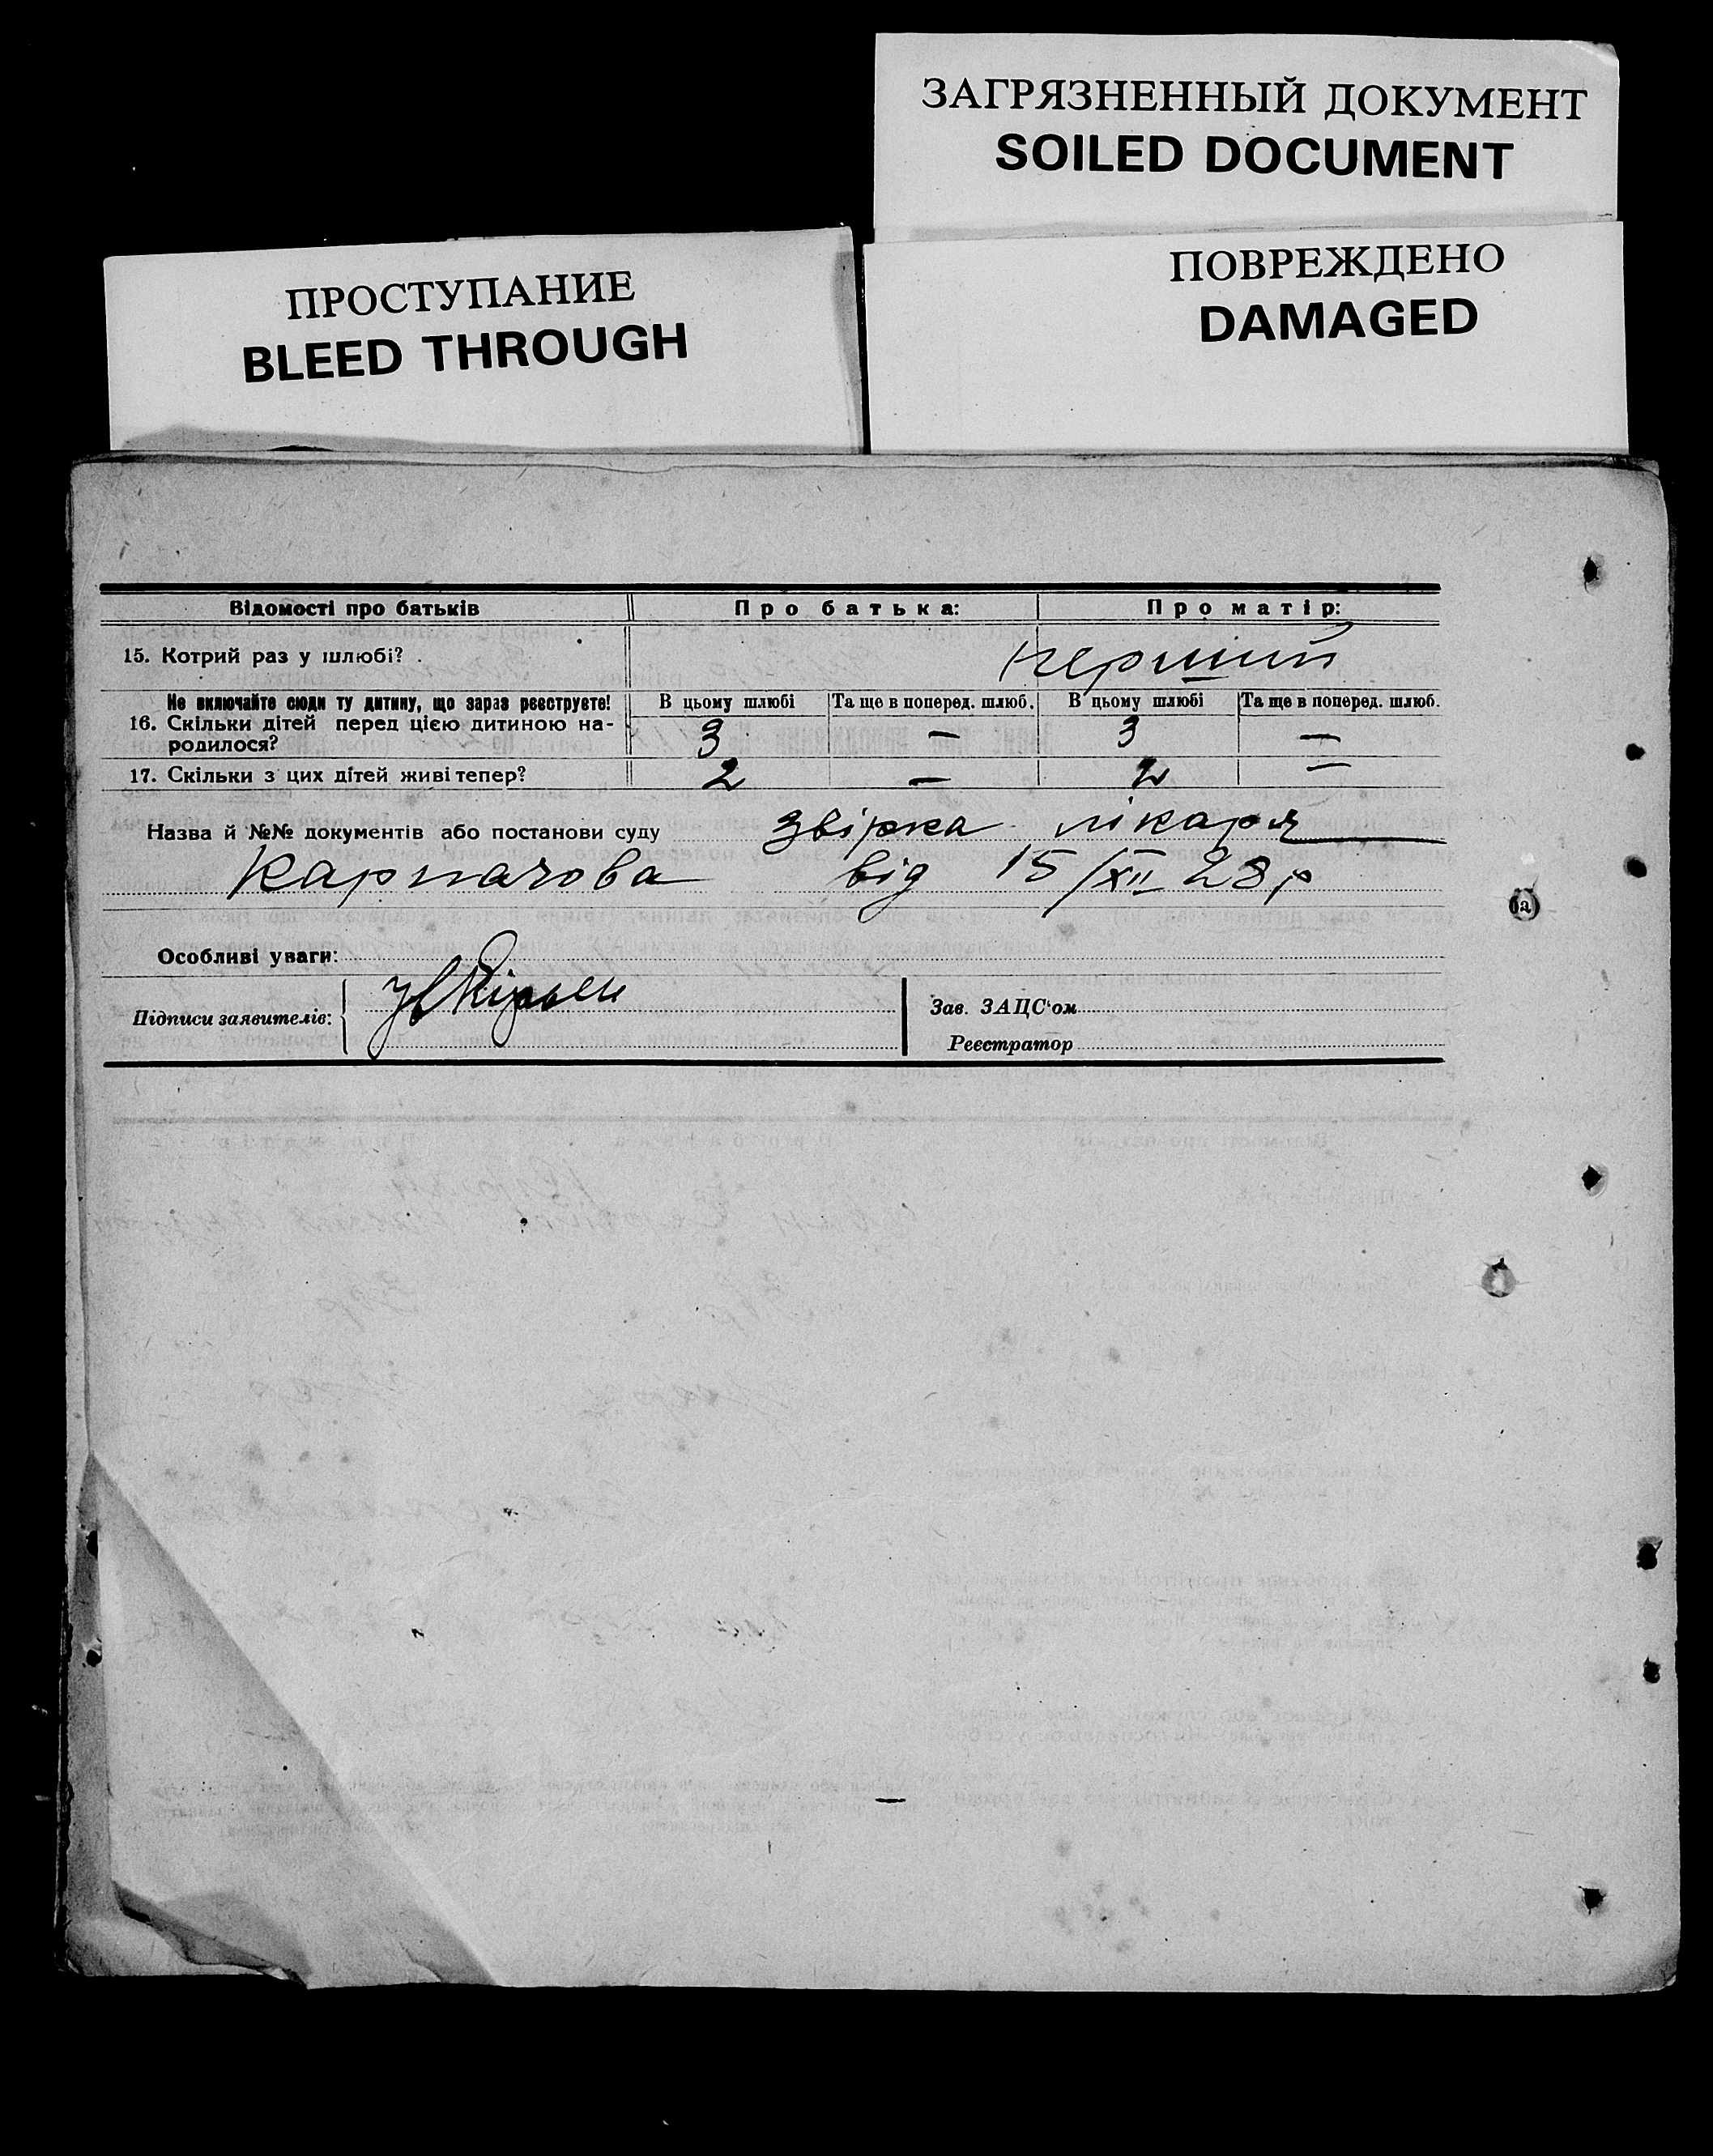 ЗАГРЯЗНЕННЫЙ ДОКУМЕНТ
SOILED DOCUMENT
ПРОСТУПАНИЕ
BLEED THROUGH
ПОВРЕЖДЕНО
DAMAGED
Відомості про батьків Про батька: Про матір:
15. Котрий раз у шлюбі? перший
Не включайте сюди ту дитину, що зараз реєструєте! В цьому шлюбі Та ще в поперед. шлюб. В цьому шлюбі Та ще в поперед. шлюб.
16. Скільки дітей перед цією дитиною на- 3 — 3 —
родилося?
17. Скільки з цих дітей живі тепер? 2 — 2 —
Назва й №№ документів або постанови суду звірка лікаря
Карпачова від 15/XII 28 р
Особливі уваги:
Підписи заявителів:
Зав. ЗАЦС'ом
Реєстратор